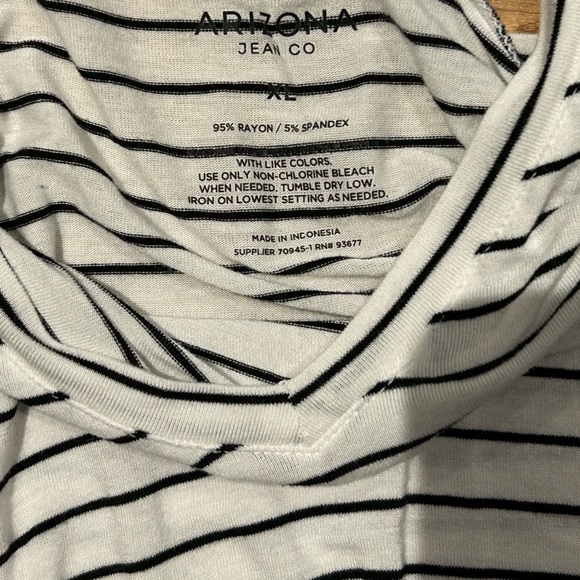 ARIZONA
JEAN CO
XL
95% RAYON / 5% SPANDEX
WITH LIKE COLORS.
USE ONLY NON-CHLORINE BLEACH
WHEN NEEDED. TUMBLE DRY LOW.
IRON ON LOWEST SETTING AS NEEDED.
MADE IN INDONESIA
SUPPLIER 70945-1 RN# 93677